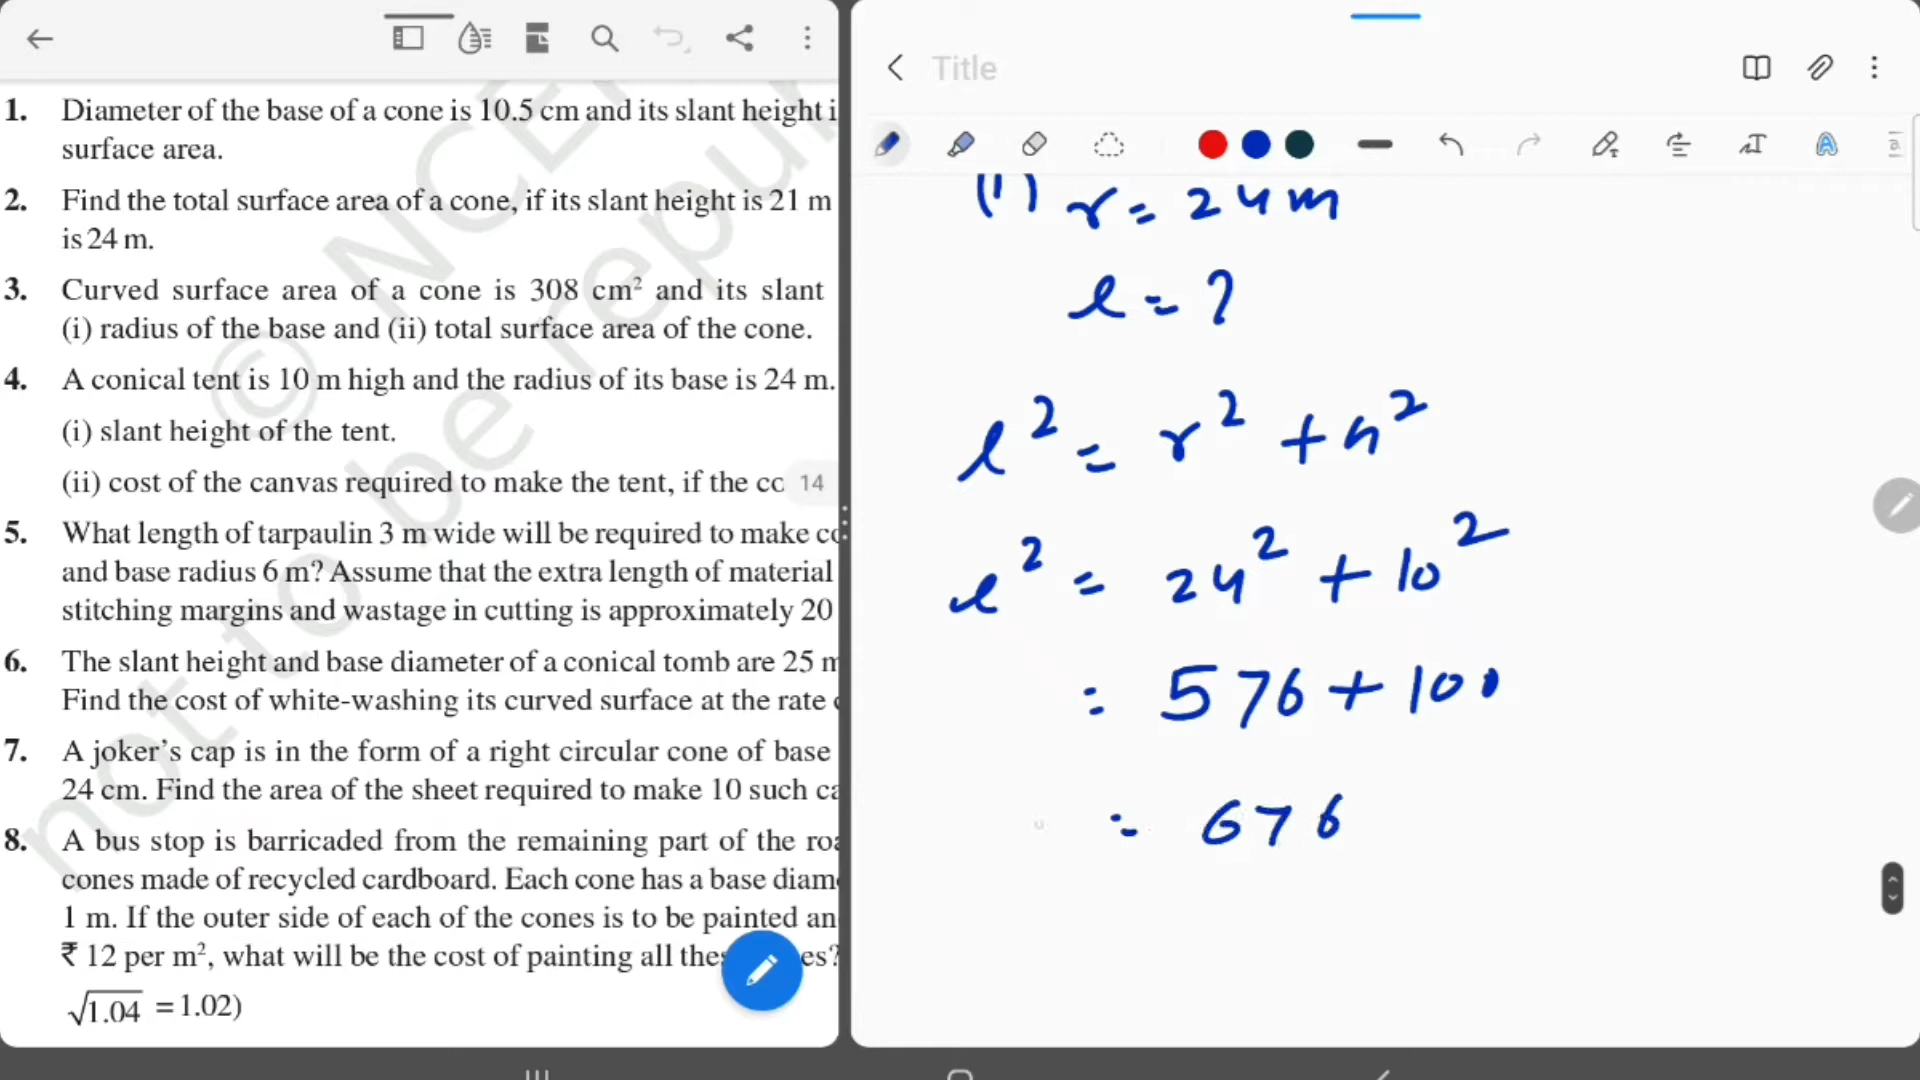 1. Diameter of the base of a cone is 10.5 cm and its slant height i
surface area.
2. Find the total surface area of a cone, if its slant height is 21 m
is 24 m.
3. Curved surface area of a cone is 308 cm² and its slant
(i) radius of the base and (ii) total surface area of the cone.
4. A conical tent is 10 m high and the radius of its base is 24 m.
(i) slant height of the tent.
(ii) cost of the canvas required to make the tent, if the co
14
5. What length of tarpaulin 3 m wide will be required to make co
and base radius 6 m? Assume that the extra length of material
stitching margins and wastage in cutting is approximately 20
6. The slant height and base diameter of a conical tomb are 25 m
Find the cost of white-washing its curved surface at the rate
7. A joker's cap is in the form of a right circular cone of base
24 cm. Find the area of the sheet required to make 10 such ca
8. A bus stop is barricaded from the remaining part of the roa
cones made of recycled cardboard. Each cone has a base diam
1 m. If the outer side of each of the cones is to be painted an
₹ 12 per m², what will be the cost of painting all thes es?
√1.04 = 1.02)
© NCE
not to be repu
Title
(i) r = 24m
l = ?
l² = r² + h²
l² = 24² + 10²
= 576 + 100
= 676